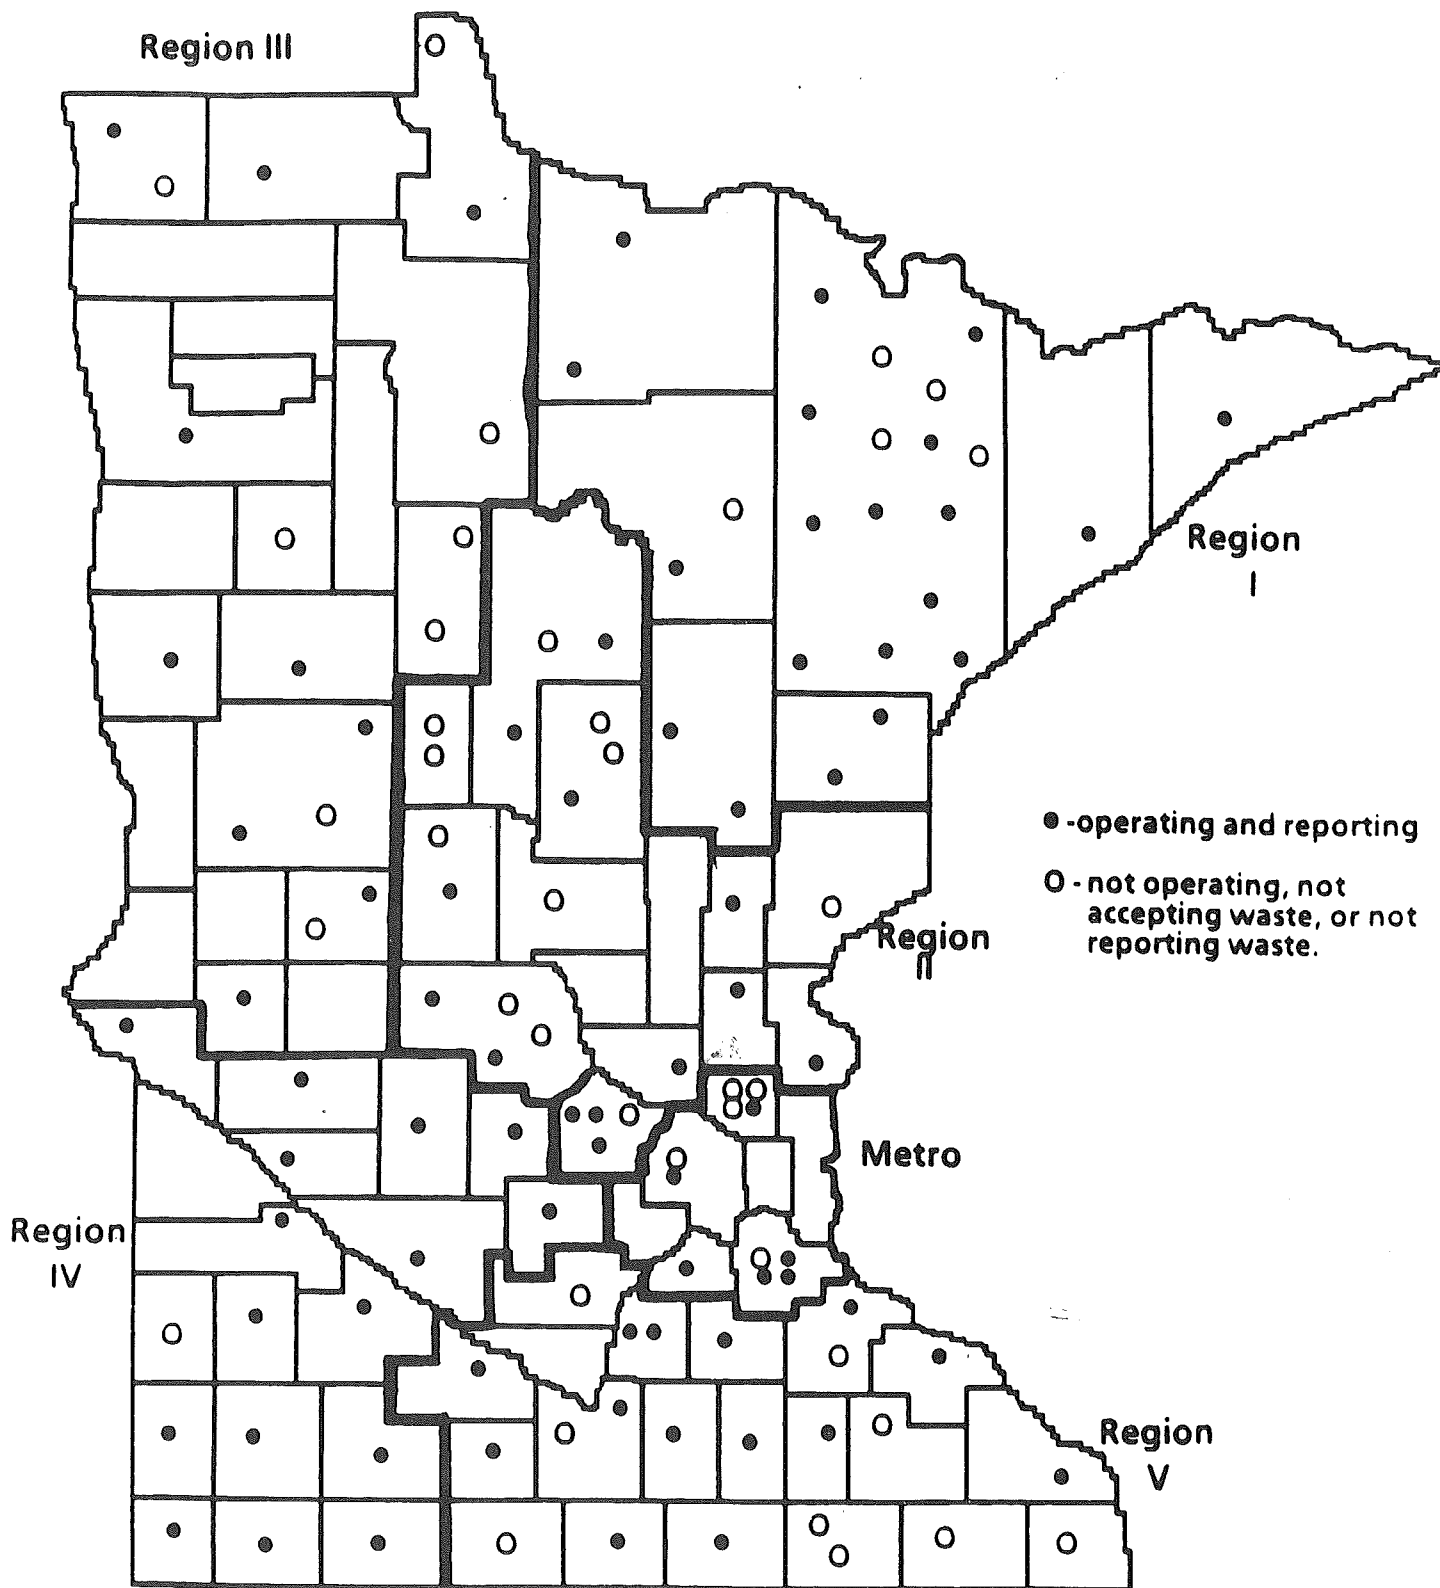 Region III
Region
I
● -operating and reporting
O - not operating, not
accepting waste, or not
reporting waste.
Region
II
Metro
Region
IV
Region
V